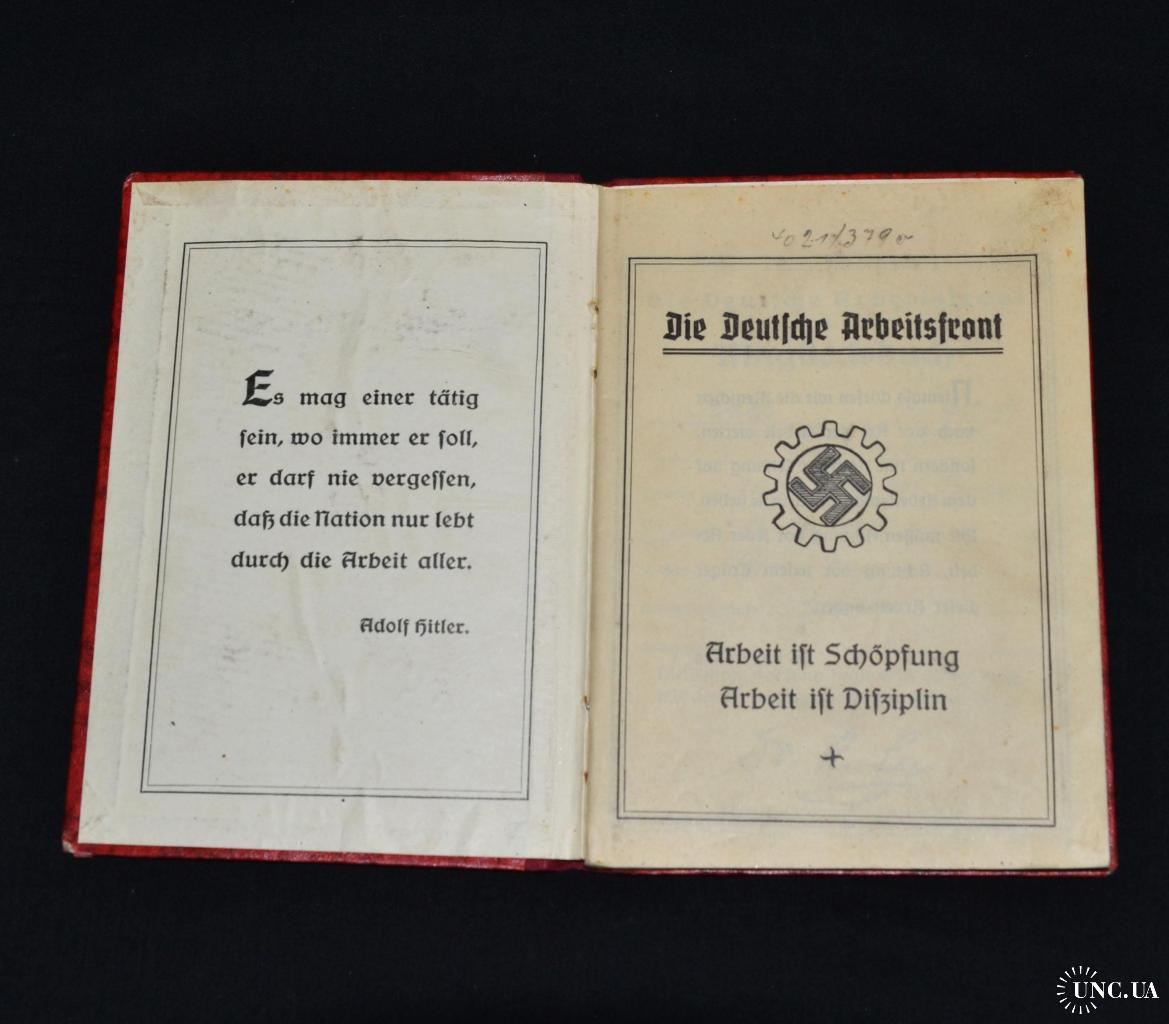 Es mag einer tätig
sein, wo immer er soll,
er darf nie vergessen,
daß die Nation nur lebt
durch die Arbeit aller.
Adolf Hitler.
Die Deutsche Arbeitsfront
Arbeit ist Schöpfung
Arbeit ist Disziplin
+
UNC.UA